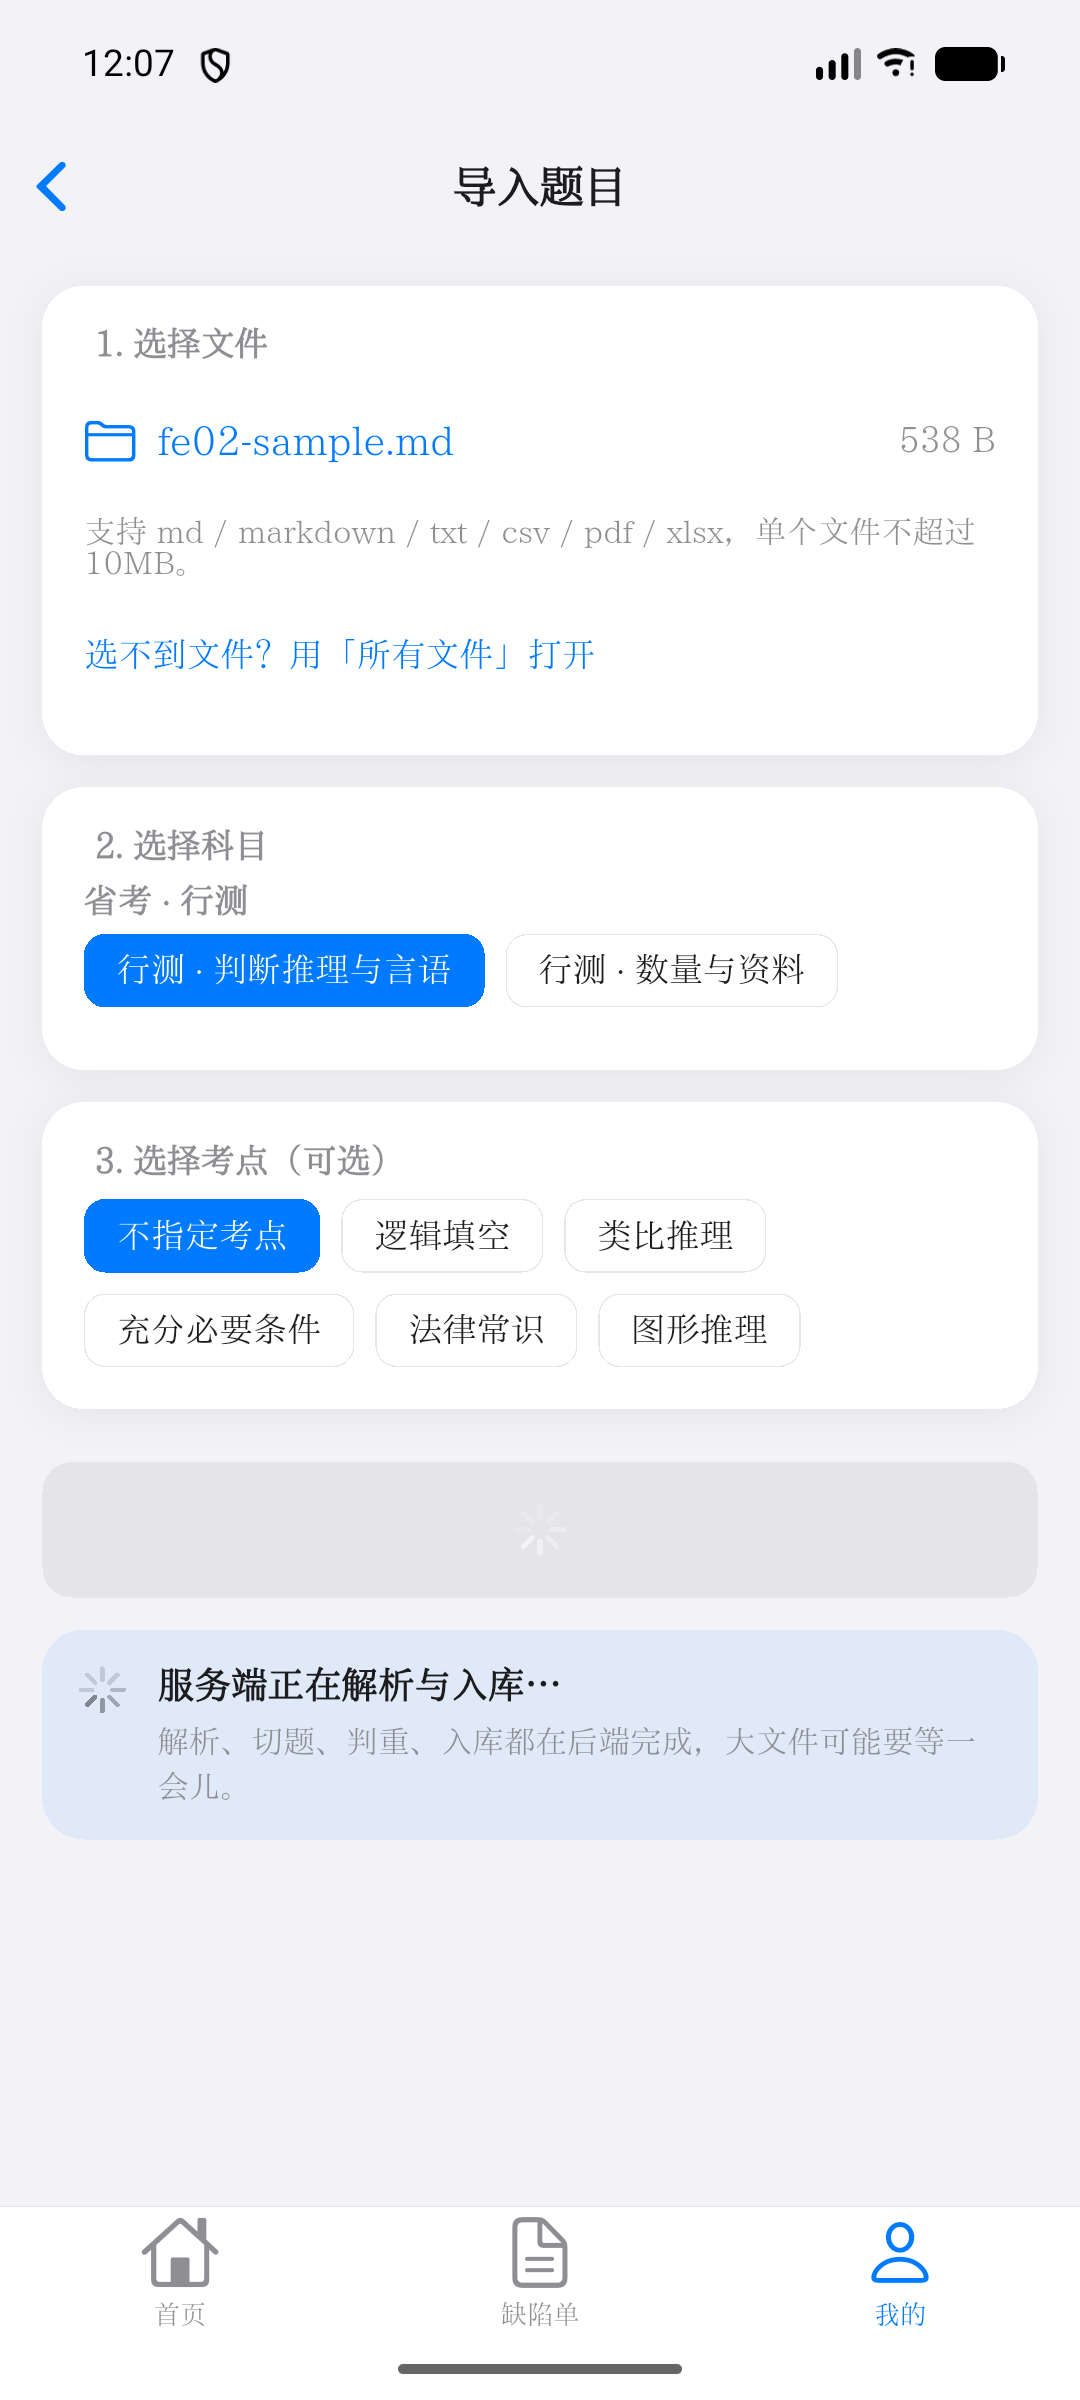 12:07
导入题目
1. 选择文件
fe02-sample.md
538 B
支持 md / markdown / txt / csv / pdf / xlsx，单个文件不超过
10MB。
选不到文件？用「所有文件」打开
2. 选择科目
省考 · 行测
行测 · 判断推理与言语
行测 · 数量与资料
3. 选择考点（可选）
不指定考点
逻辑填空
类比推理
充分必要条件
法律常识
图形推理
服务端正在解析与入库…
解析、切题、判重、入库都在后端完成，大文件可能要等一
会儿。
首页
缺陷单
我的